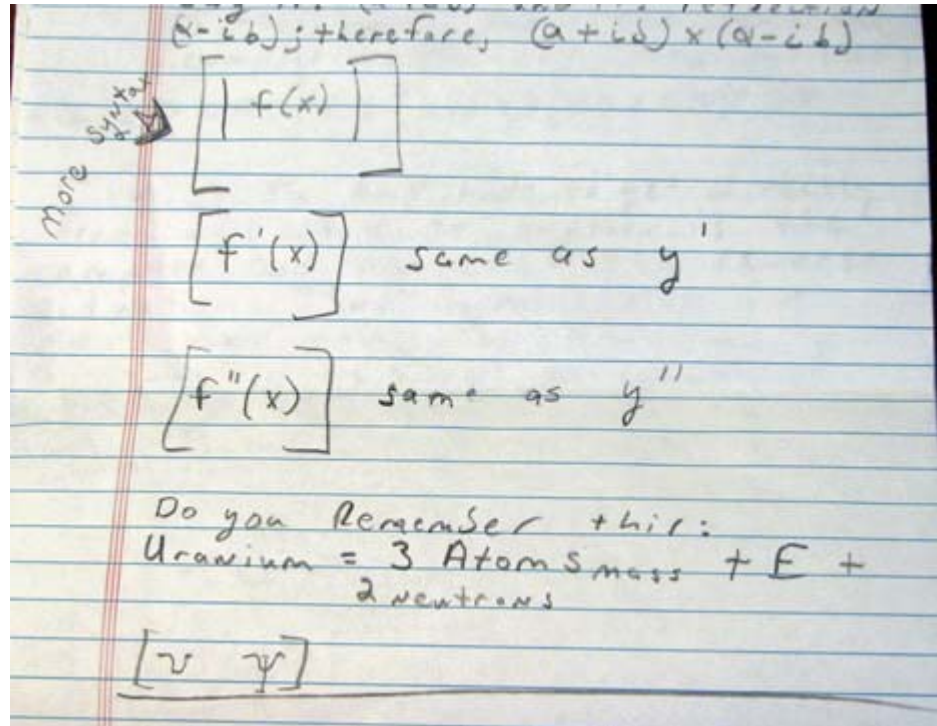 (α-ib); therefore, (a+ib) x (α-ib)
More Syntax
[| f(x) |]
[f'(x)] same as y'
[f"(x)] same as y"
Do you Remember this:
Uranium = 3 Atoms mass + E +
2 neutrons